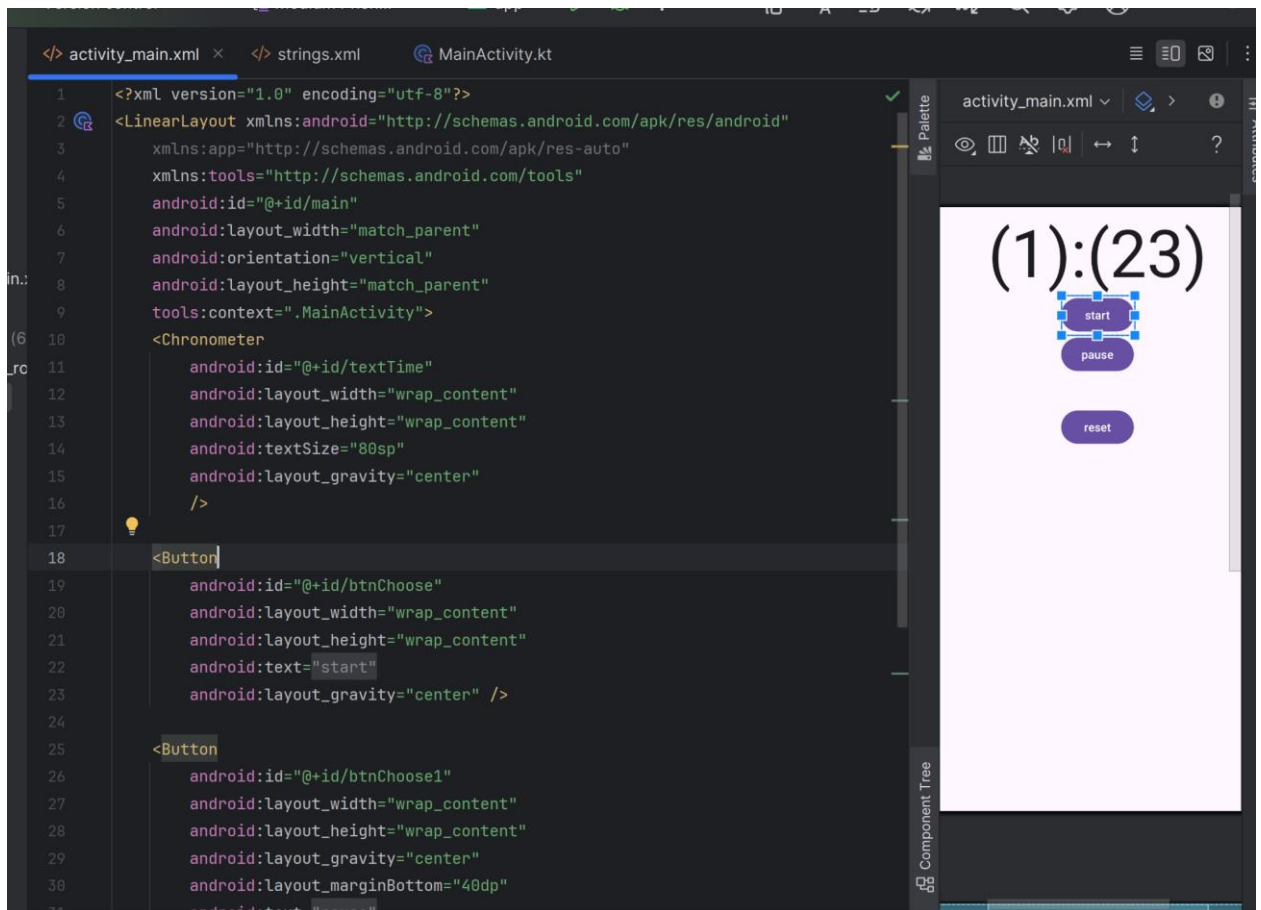 activity_main.xml
strings.xml
MainActivity.kt
1 <?xml version="1.0" encoding="utf-8"?>
2 <LinearLayout xmlns:android="http://schemas.android.com/apk/res/android"
3 xmlns:app="http://schemas.android.com/apk/res-auto"
4 xmlns:tools="http://schemas.android.com/tools"
5 android:id="@+id/main"
6 android:layout_width="match_parent"
7 android:orientation="vertical"
8 android:layout_height="match_parent"
9 tools:context=".MainActivity">
10 <Chronometer
11 android:id="@+id/textTime"
12 android:layout_width="wrap_content"
13 android:layout_height="wrap_content"
14 android:textSize="80sp"
15 android:layout_gravity="center"
16 />
17
18 <Button
19 android:id="@+id/btnChoose"
20 android:layout_width="wrap_content"
21 android:layout_height="wrap_content"
22 android:text="start"
23 android:layout_gravity="center" />
24
25 <Button
26 android:id="@+id/btnChoose1"
27 android:layout_width="wrap_content"
28 android:layout_height="wrap_content"
29 android:layout_gravity="center"
30 android:layout_marginBottom="40dp"
in.:
(6
_ro
Palette
Component Tree
activity_main.xml
?
Attributes
(1):(23)
start
pause
reset